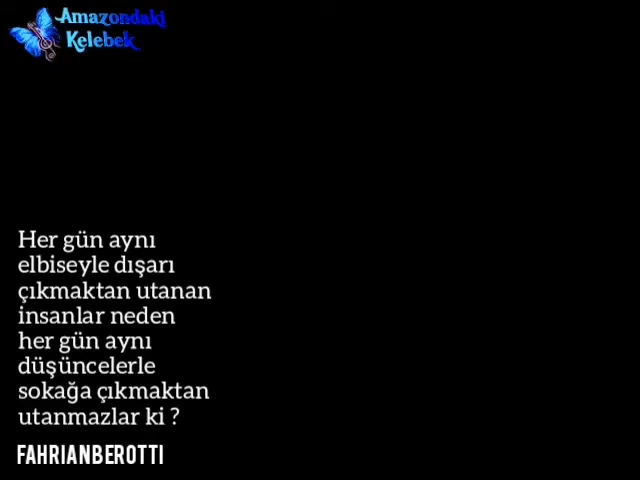 Amazondaki
Kelebek
Her gün aynı
elbiseyle dışarı
çıkmaktan utanan
insanlar neden
her gün aynı
düşüncelerle
sokağa çıkmaktan
utanmazlar ki ?
FAHRIANBEROTTI